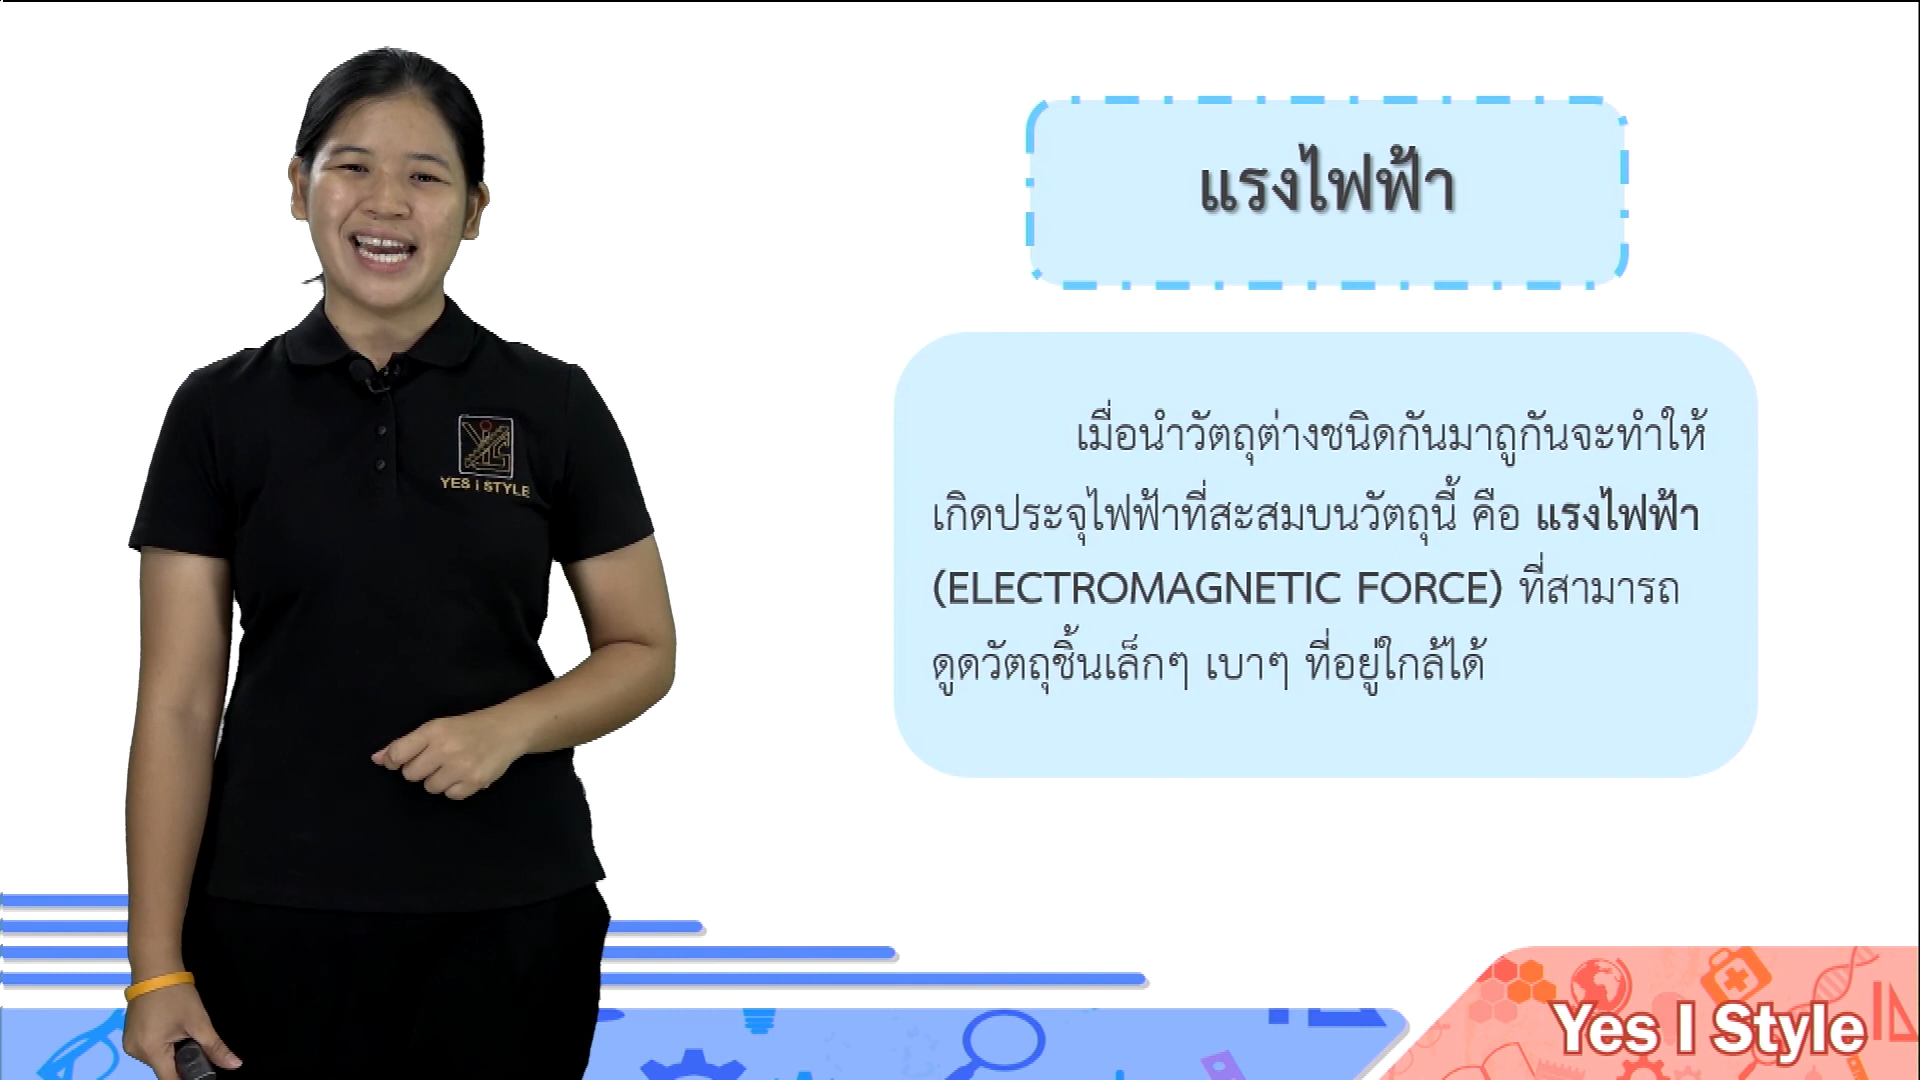 แรงไฟฟ้า
เมื่อนำวัตถุต่างชนิดกันมาถูกันจะทำให้
เกิดประจุไฟฟ้าที่สะสมบนวัตถุนี้ คือ แรงไฟฟ้า
(ELECTROMAGNETIC FORCE) ที่สามารถ
ดูดวัตถุชิ้นเล็กๆ เบาๆ ที่อยู่ใกล้ได้
YES i STYLE
Yes I Style